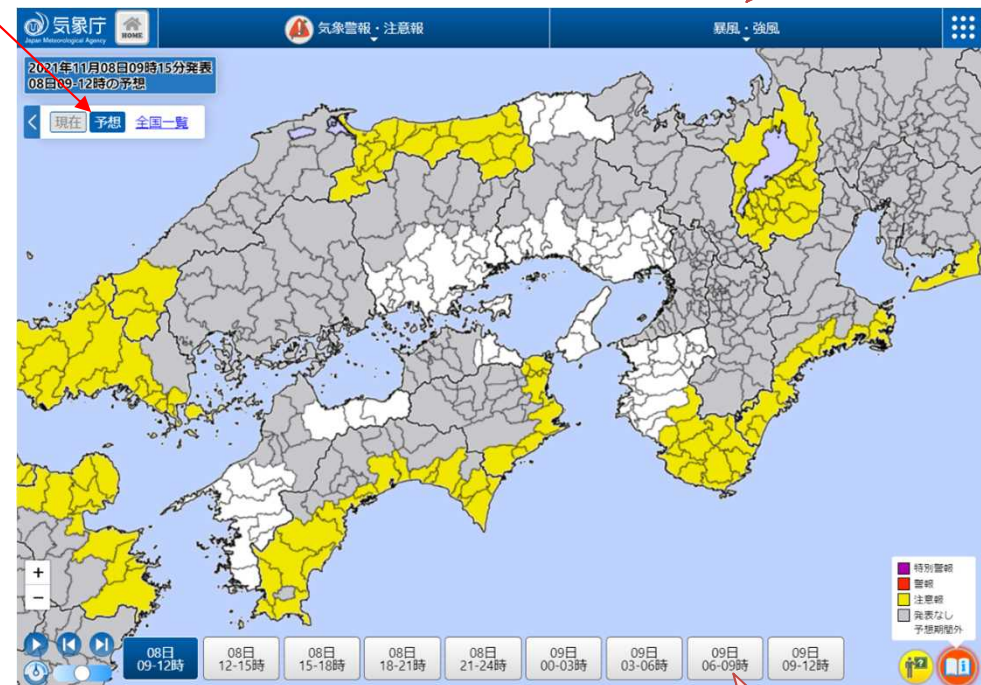 気象庁
Japan Meteorological Agency
HOME
気象警報・注意報
暴風・強風
2021年11月08日09時15分発表
08日09-12時の予想
現在 予想 全国一覧
+
−
特別警報
警報
注意報
発表なし
予想期間外
08日
09-12時
08日
12-15時
08日
15-18時
08日
18-21時
08日
21-24時
09日
00-03時
09日
03-06時
09日
06-09時
09日
09-12時